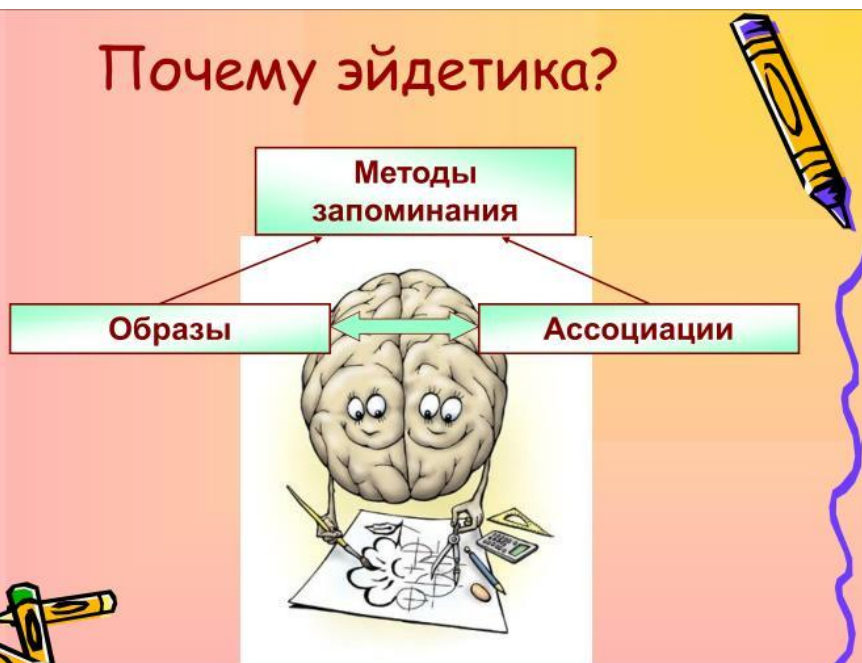 Почему эйдетика?
Методы
запоминания
Образы
Ассоциации